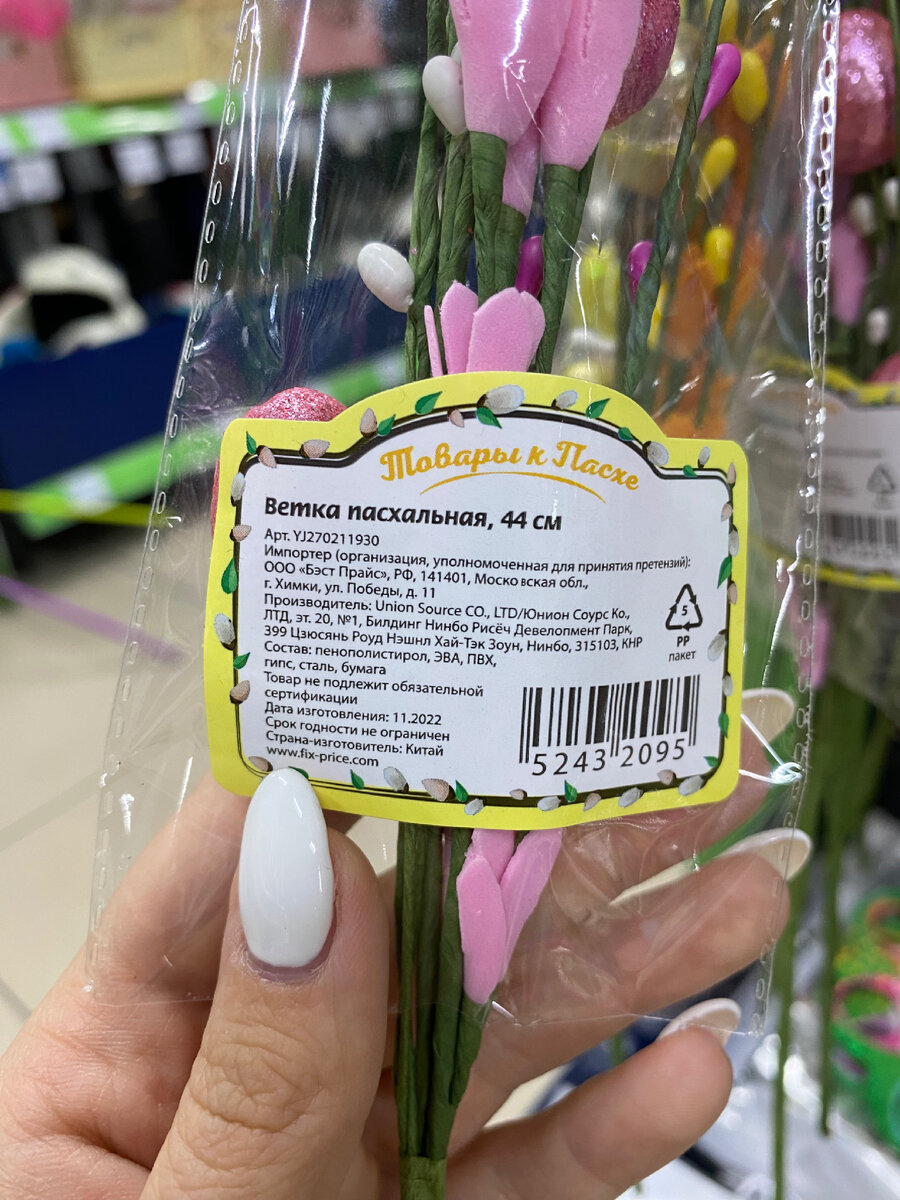 Товары к Пасхе
Ветка пасхальная, 44 см
Арт. YJ270211930
Импортер (организация, уполномоченная для принятия претензий):
ООО «Бэст Прайс», РФ, 141401, Московская обл.,
г. Химки, ул. Победы, д. 11
Производитель: Union Source CO., LTD/Юнион Соурс Ко.,
ЛТД, эт. 20, №1, Билдинг Нинбо Рисёч Девелопмент Парк,
399 Цзюсянь Роуд Нэшнл Хай-Тэк Зоун, Нинбо, 315103, КНР
Состав: пенополистирол, ЭВА, ПВХ,
гипс, сталь, бумага
Товар не подлежит обязательной
сертификации
Дата изготовления: 11.2022
Срок годности не ограничен
Страна-изготовитель: Китай
www.fix-price.com
5
PP
пакет
5243 2095